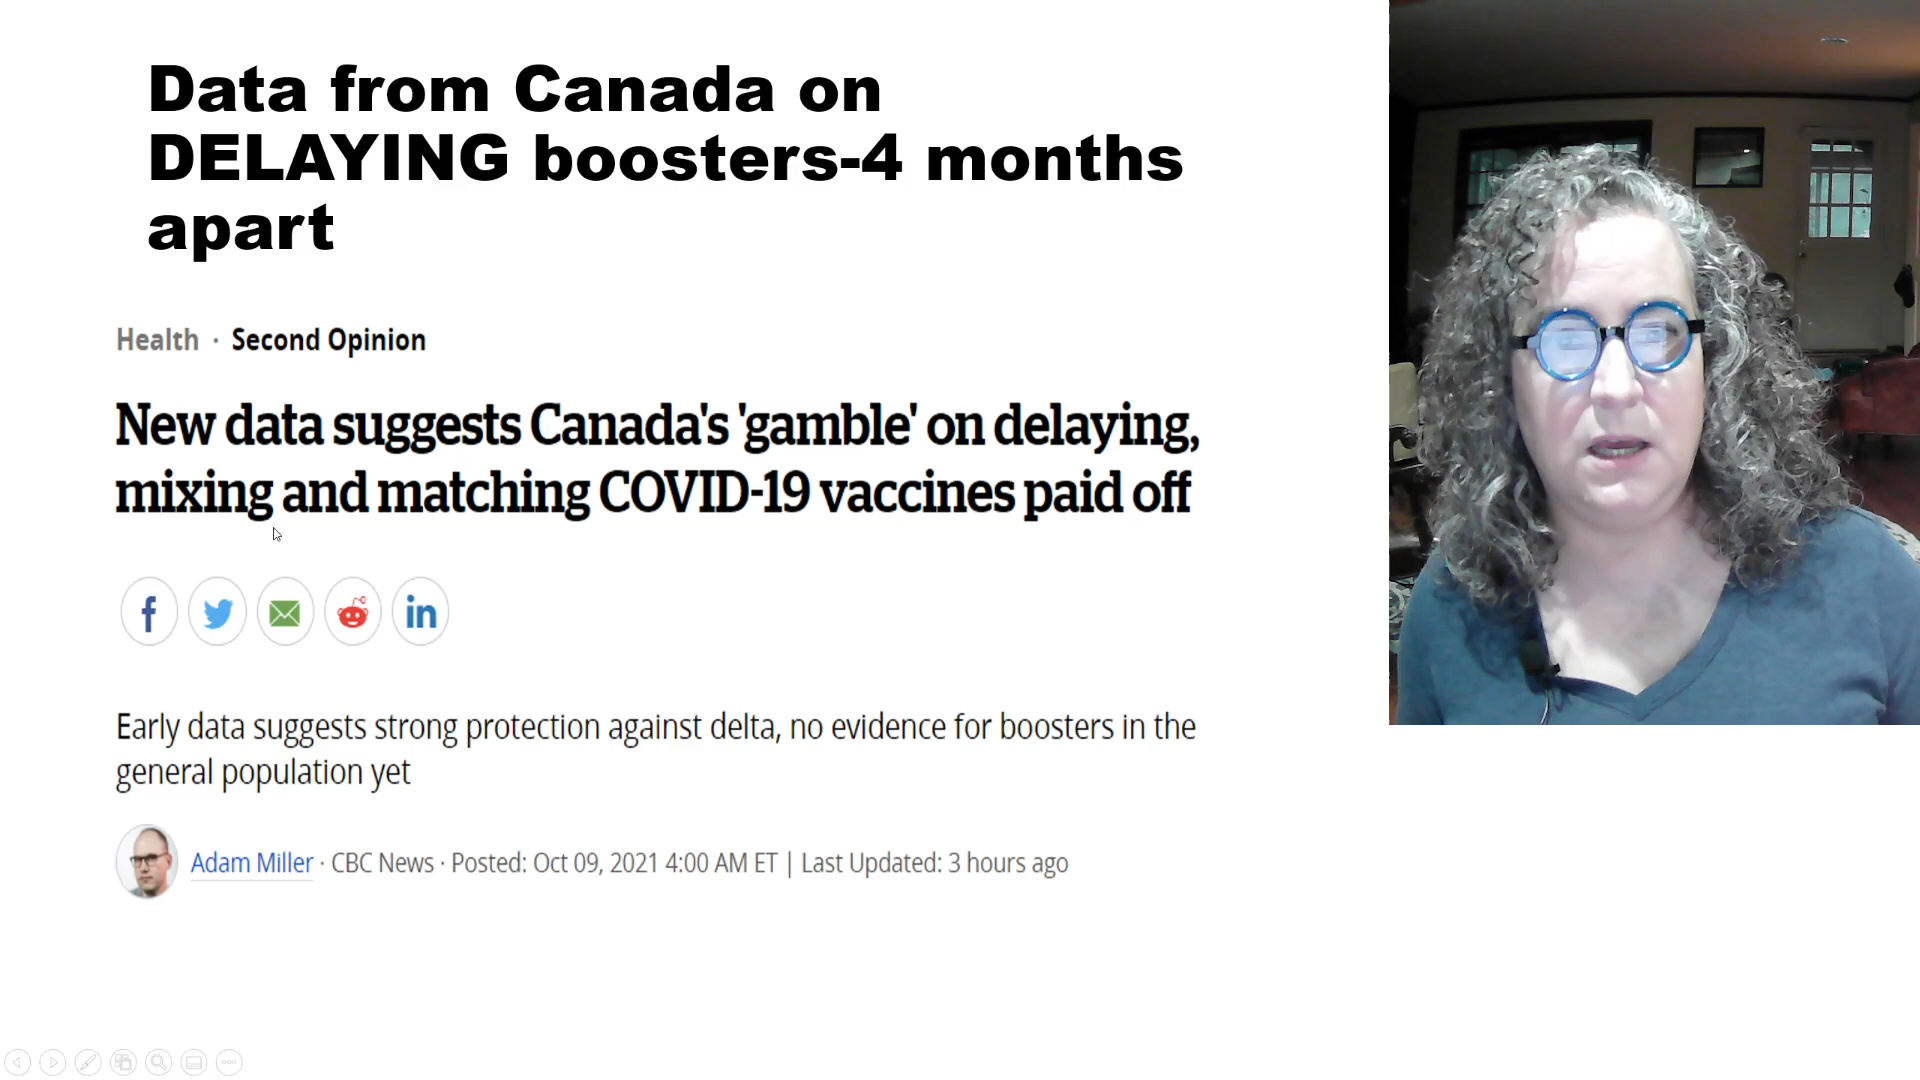 Data from Canada on
DELAYING boosters-4 months
apart
Health · Second Opinion
New data suggests Canada's 'gamble' on delaying,
mixing and matching COVID-19 vaccines paid off
Early data suggests strong protection against delta, no evidence for boosters in the
general population yet
Adam Miller · CBC News · Posted: Oct 09, 2021 4:00 AM ET | Last Updated: 3 hours ago